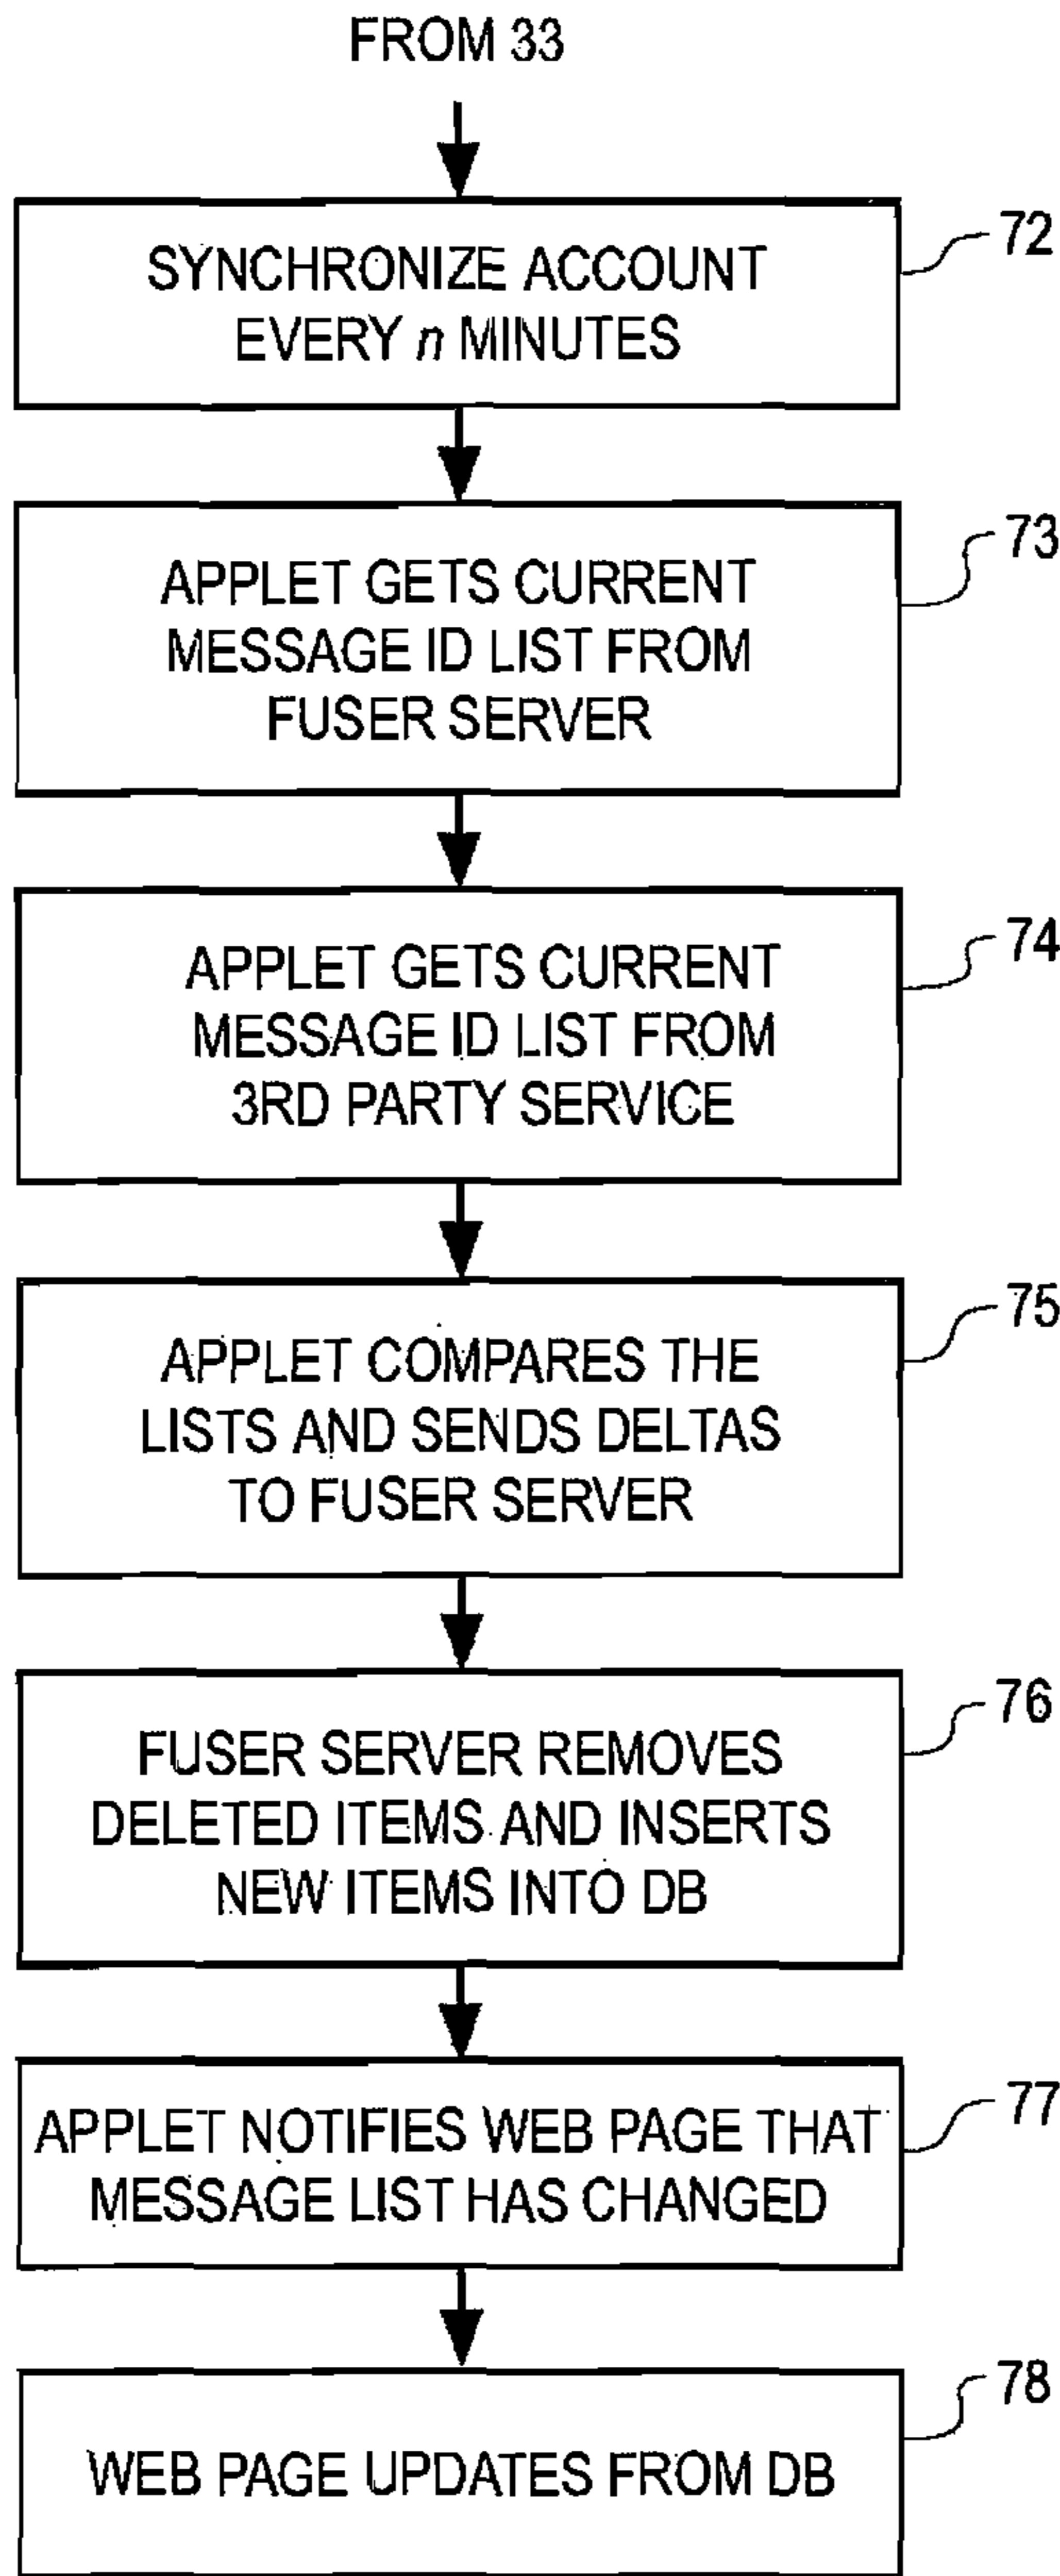 FROM 33
72
SYNCHRONIZE ACCOUNT
EVERY n MINUTES
73
APPLET GETS CURRENT
MESSAGE ID LIST FROM
FUSER SERVER
74
APPLET GETS CURRENT
MESSAGE ID LIST FROM
3RD PARTY SERVICE
75
APPLET COMPARES THE
LISTS AND SENDS DELTAS
TO FUSER SERVER
76
FUSER SERVER REMOVES
DELETED ITEMS AND INSERTS
NEW ITEMS INTO DB
77
APPLET NOTIFIES WEB PAGE THAT
MESSAGE LIST HAS CHANGED
78
WEB PAGE UPDATES FROM DB